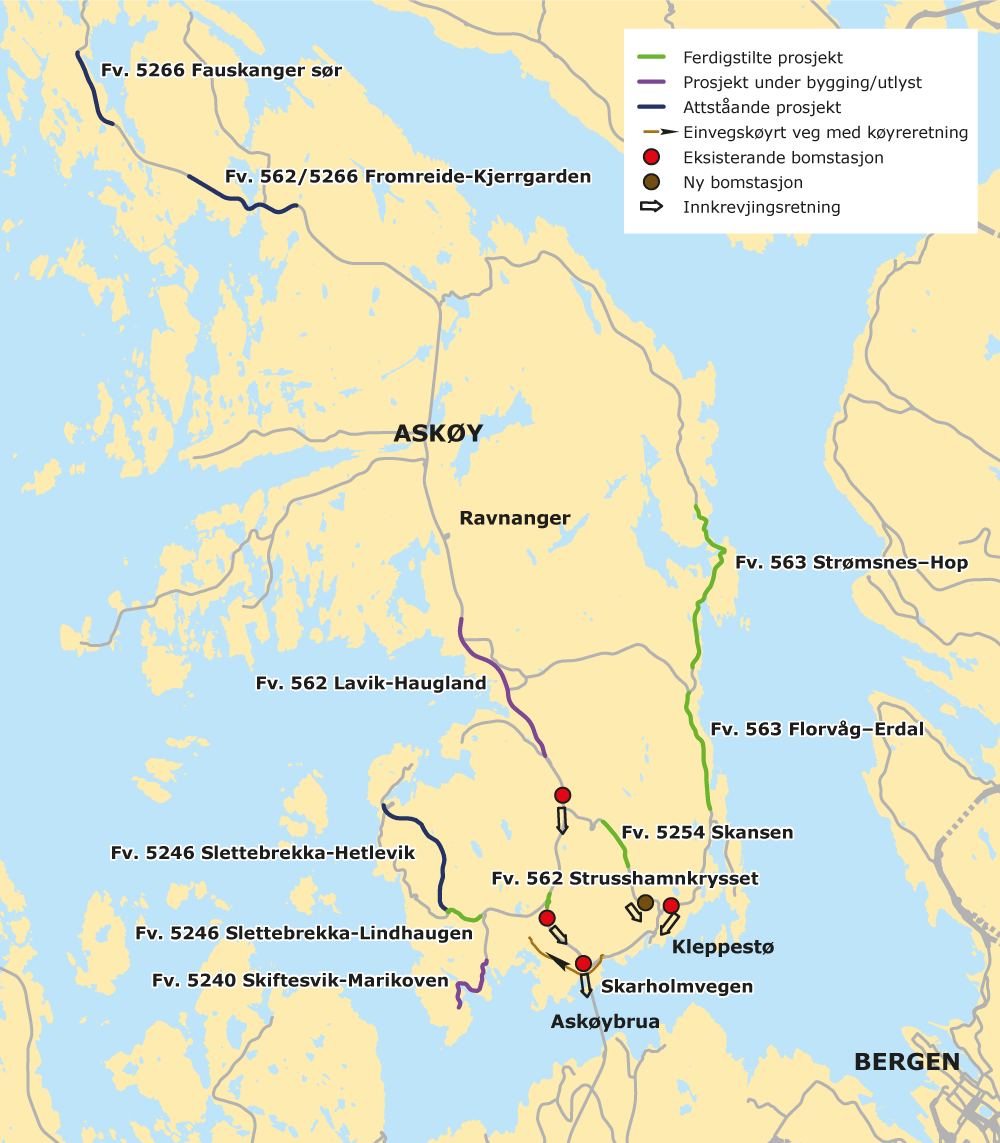 Ferdigstilte prosjekt
Prosjekt under bygging/utlyst
Attståande prosjekt
Einvegskøyrt veg med køyreretning
Eksisterande bomstasjon
Ny bomstasjon
Innkrevjingsretning
Fv. 5266 Fauskanger sør
Fv. 562/5266 Fromreide-Kjerrgarden
ASKØY
Ravnanger
Fv. 563 Strømsnes–Hop
Fv. 562 Lavik-Haugland
Fv. 563 Florvåg–Erdal
Fv. 5254 Skansen
Fv. 5246 Slettebrekka-Hetlevik
Fv. 562 Strusshamnkrysset
Fv. 5246 Slettebrekka-Lindhaugen
Kleppestø
Fv. 5240 Skiftesvik-Marikoven
Skarholmvegen
Askøybrua
BERGEN